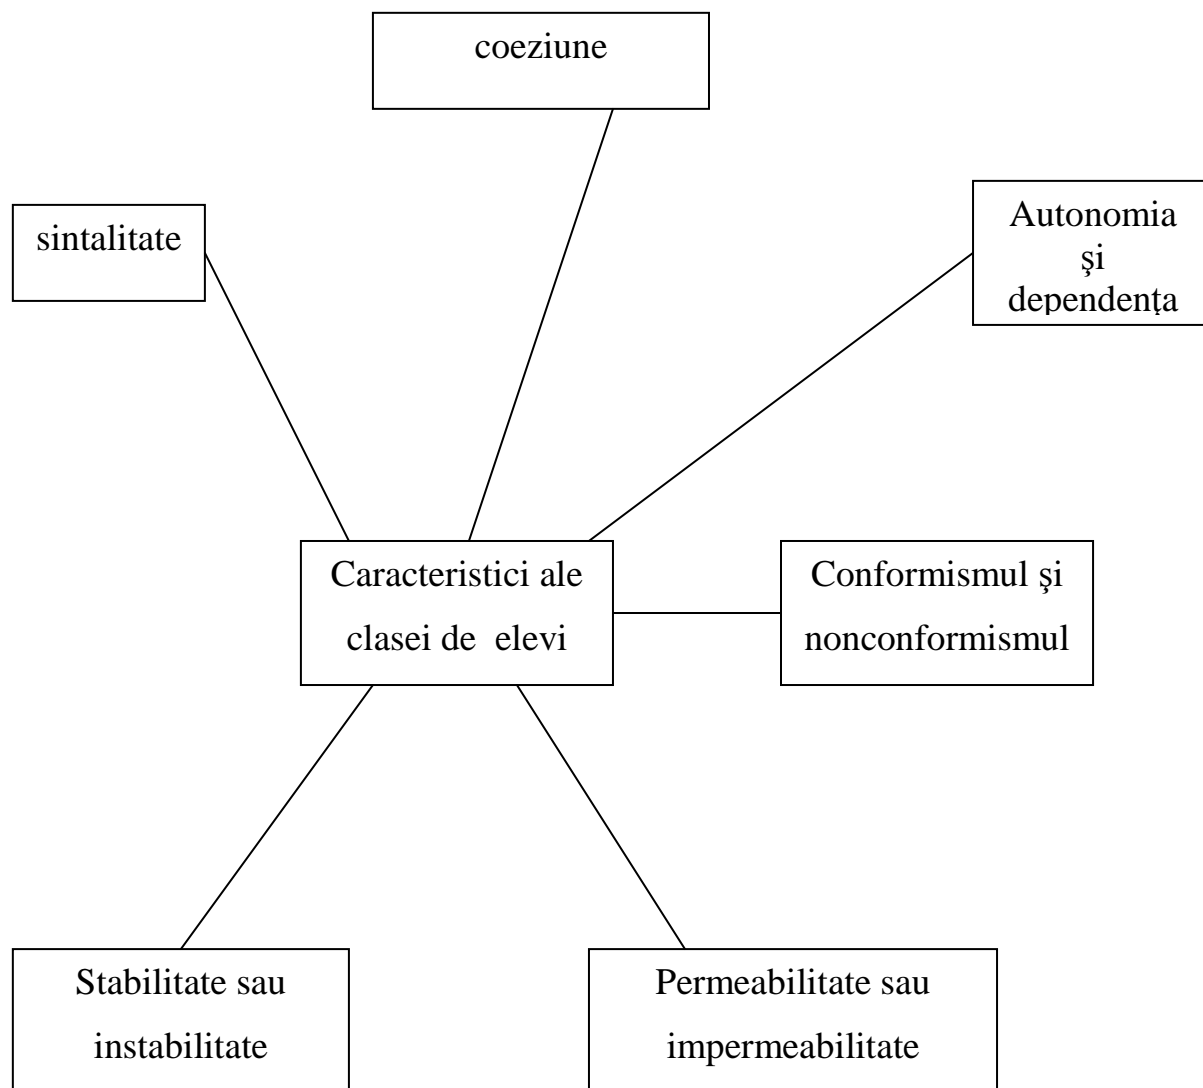 coeziune
sintalitate
Autonomia
şi
dependenţa
Caracteristici ale
clasei de elevi
Conformismul şi
nonconformismul
Stabilitate sau
instabilitate
Permeabilitate sau
impermeabilitate